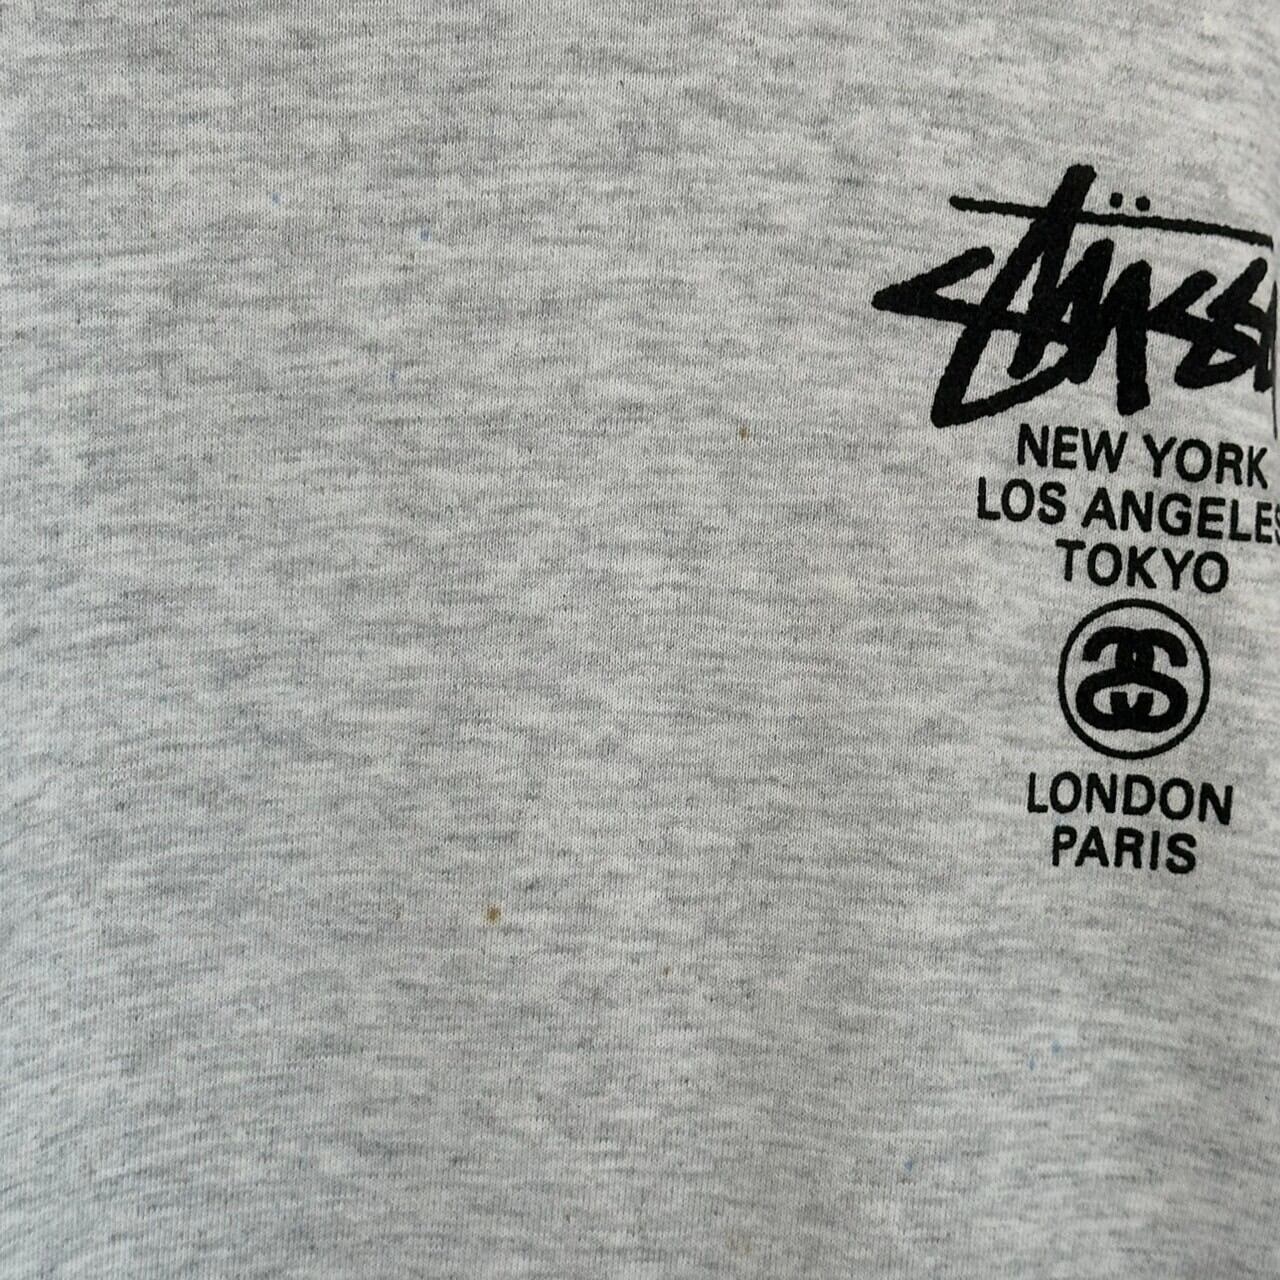 STÜSSY
NEW YORK
LOS ANGELES
TOKYO
LONDON
PARIS